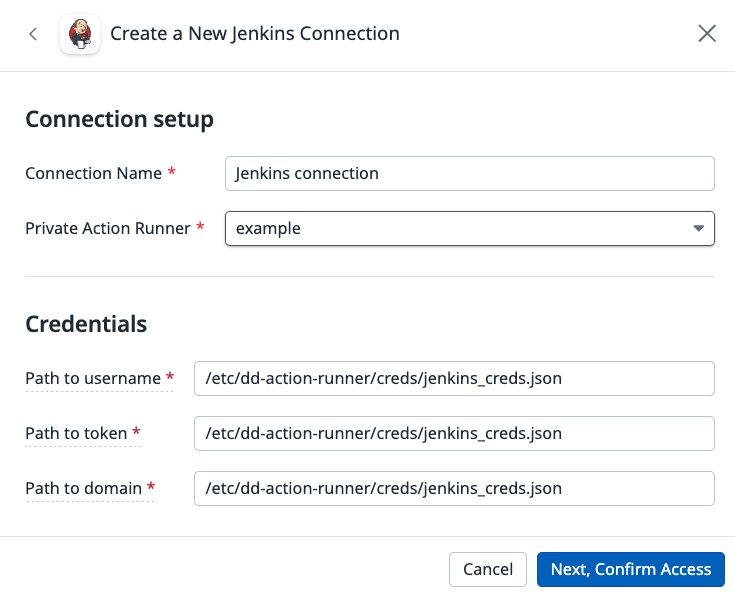 Create a New Jenkins Connection
Connection setup
Connection Name *
Jenkins connection
Private Action Runner *
example
Credentials
Path to username *
/etc/dd-action-runner/creds/jenkins_creds.json
Path to token *
/etc/dd-action-runner/creds/jenkins_creds.json
Path to domain *
/etc/dd-action-runner/creds/jenkins_creds.json
Cancel
Next, Confirm Access